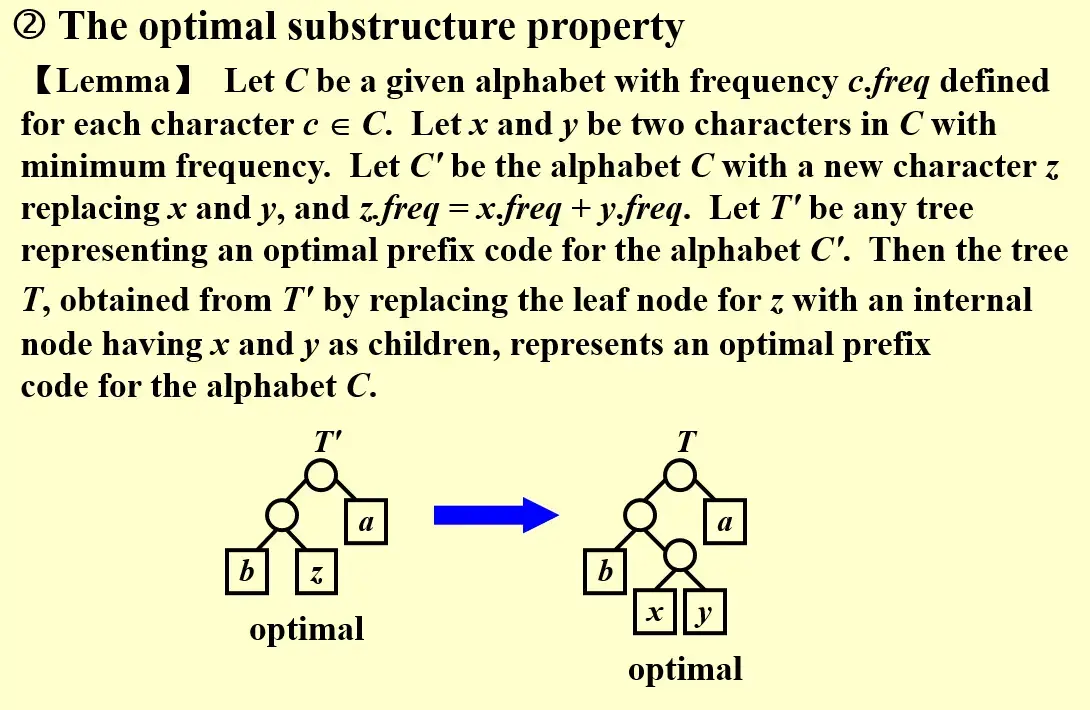 ② The optimal substructure property
【Lemma】 Let C be a given alphabet with frequency c.freq defined
for each character c ∈ C. Let x and y be two characters in C with
minimum frequency. Let C′ be the alphabet C with a new character z
replacing x and y, and z.freq = x.freq + y.freq. Let T′ be any tree
representing an optimal prefix code for the alphabet C′. Then the tree
T, obtained from T′ by replacing the leaf node for z with an internal
node having x and y as children, represents an optimal prefix
code for the alphabet C.
T′ T
a a
b z b
x y
optimal
optimal